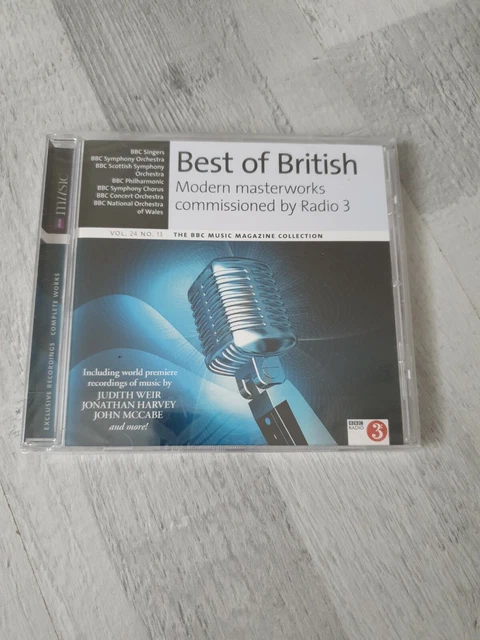 BBC Singers
BBC Symphony Orchestra
BBC Scottish Symphony
Orchestra
BBC Philharmonic
BBC Symphony Chorus
BBC Concert Orchestra
BBC National Orchestra
of Wales
Best of British
Modern masterworks
commissioned by Radio 3
VOL. 24 NO. 11 THE BBC MUSIC MAGAZINE COLLECTION
Including world premiere
recordings of music by
JUDITH WEIR
JONATHAN HARVEY
JOHN MCCABE
and more!
BBC
RADIO
3
BBC music
EXCLUSIVE RECORDINGS COMPLETE WORKS